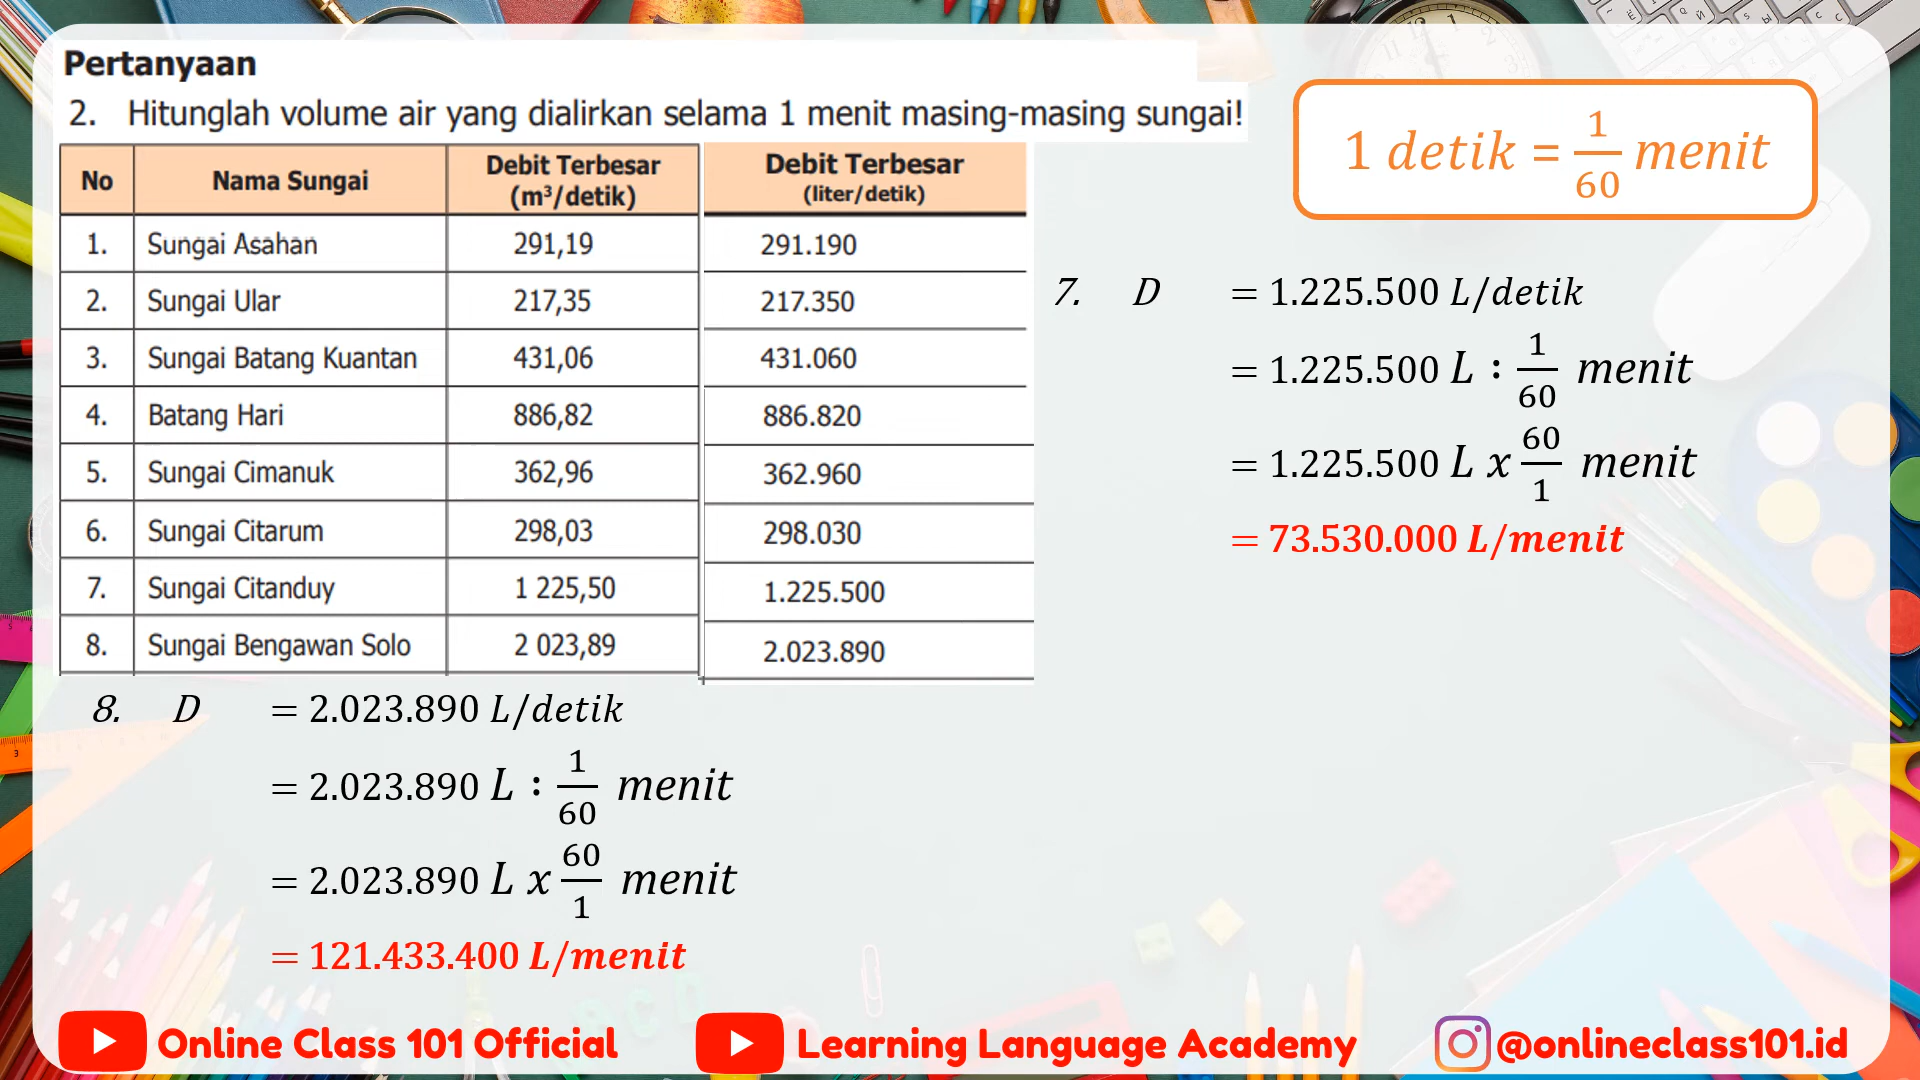 Pertanyaan
2. Hitunglah volume air yang dialirkan selama 1 menit masing-masing sungai!
No Nama Sungai Debit Terbesar (m³/detik) Debit Terbesar (liter/detik)
1. Sungai Asahan 291,19 291.190
2. Sungai Ular 217,35 217.350
3. Sungai Batang Kuantan 431,06 431.060
4. Batang Hari 886,82 886.820
5. Sungai Cimanuk 362,96 362.960
6. Sungai Citarum 298,03 298.030
7. Sungai Citanduy 1 225,50 1.225.500
8. Sungai Bengawan Solo 2 023,89 2.023.890
1 detik = 1/60 menit
7. D = 1.225.500 L/detik
= 1.225.500 L : 1/60 menit
= 1.225.500 L x 60/1 menit
= 73.530.000 L/menit
8. D = 2.023.890 L/detik
= 2.023.890 L : 1/60 menit
= 2.023.890 L x 60/1 menit
= 121.433.400 L/menit
Online Class 101 Official
Learning Language Academy
@onlineclass101.id